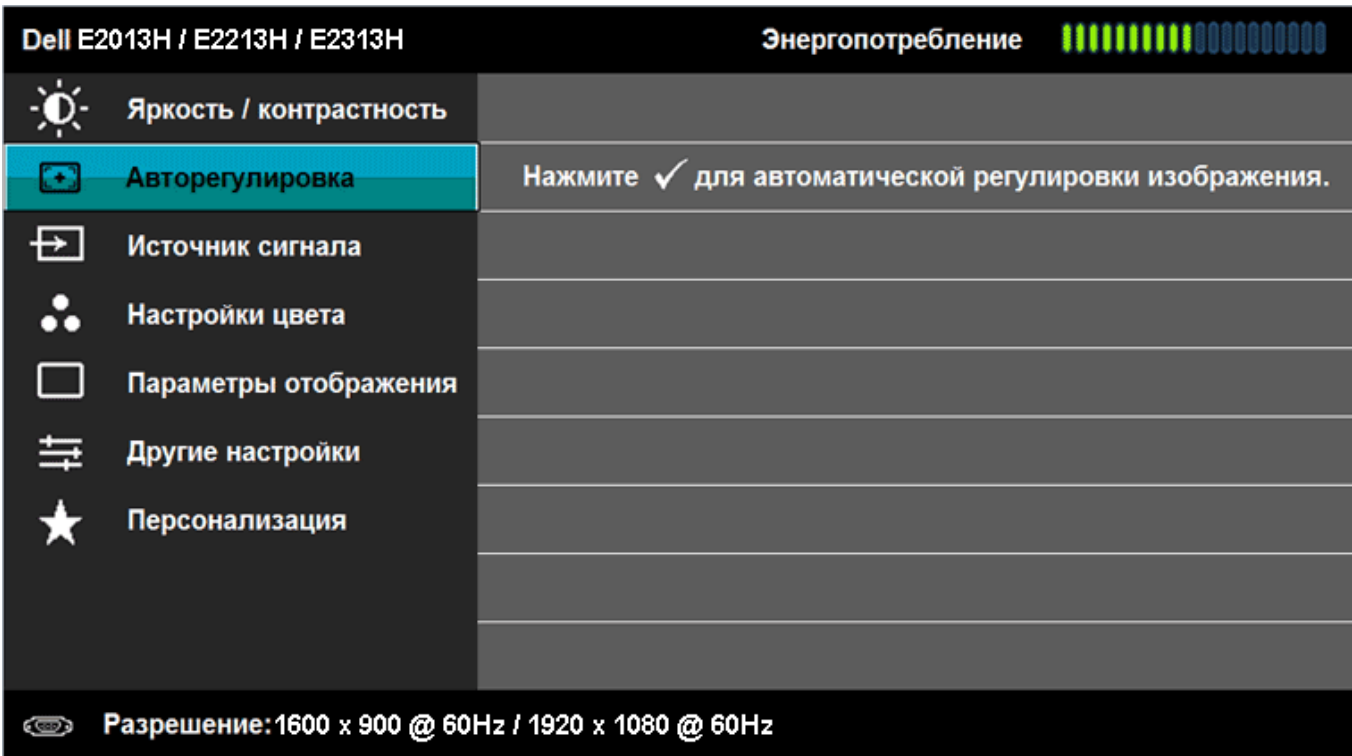 Dell E2013H / E2213H / E2313H Энергопотребление
Яркость / контрастность
Авторегулировка Нажмите ✓ для автоматической регулировки изображения.
Источник сигнала
Настройки цвета
Параметры отображения
Другие настройки
Персонализация
Разрешение:1600 x 900 @ 60Hz / 1920 x 1080 @ 60Hz